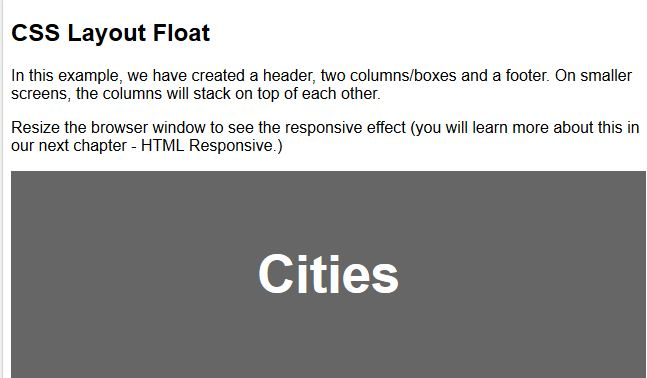 CSS Layout Float
In this example, we have created a header, two columns/boxes and a footer. On smaller
screens, the columns will stack on top of each other.
Resize the browser window to see the responsive effect (you will learn more about this in
our next chapter - HTML Responsive.)
Cities